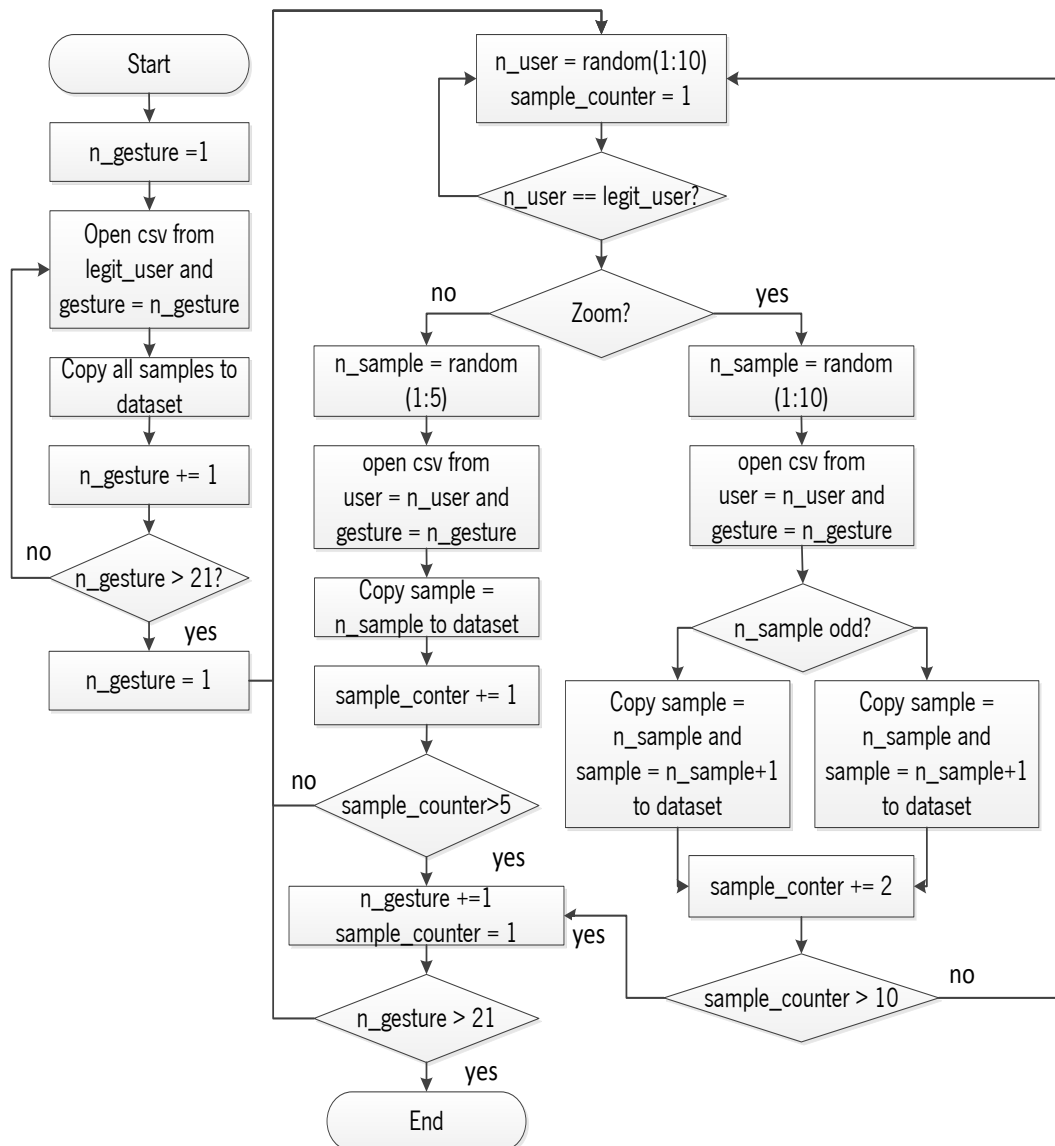 Start
n_gesture =1
Open csv from
legit_user and
gesture = n_gesture
Copy all samples to
dataset
n_gesture += 1
no
n_gesture > 21?
yes
n_gesture = 1
n_user = random(1:10)
sample_counter = 1
n_user == legit_user?
no
Zoom?
yes
n_sample = random
(1:5)
open csv from
user = n_user and
gesture = n_gesture
Copy sample =
n_sample to dataset
sample_conter += 1
no
sample_counter>5
yes
n_gesture +=1
sample_counter = 1
yes
n_gesture > 21
yes
End
n_sample = random
(1:10)
open csv from
user = n_user and
gesture = n_gesture
n_sample odd?
Copy sample =
n_sample and
sample = n_sample+1
to dataset
Copy sample =
n_sample and
sample = n_sample+1
to dataset
sample_conter += 2
sample_counter > 10
no